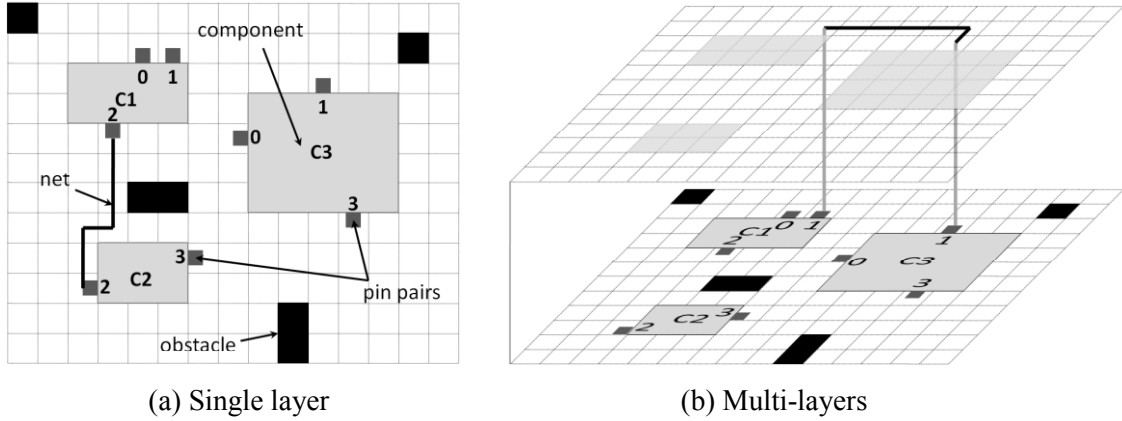 component
0 1
C1
2
1
0
C3
net
3
3
C2
2
pin pairs
obstacle
(a) Single layer
0 1
C1
2
1
0 C3
3
3
C2
2
(b) Multi-layers